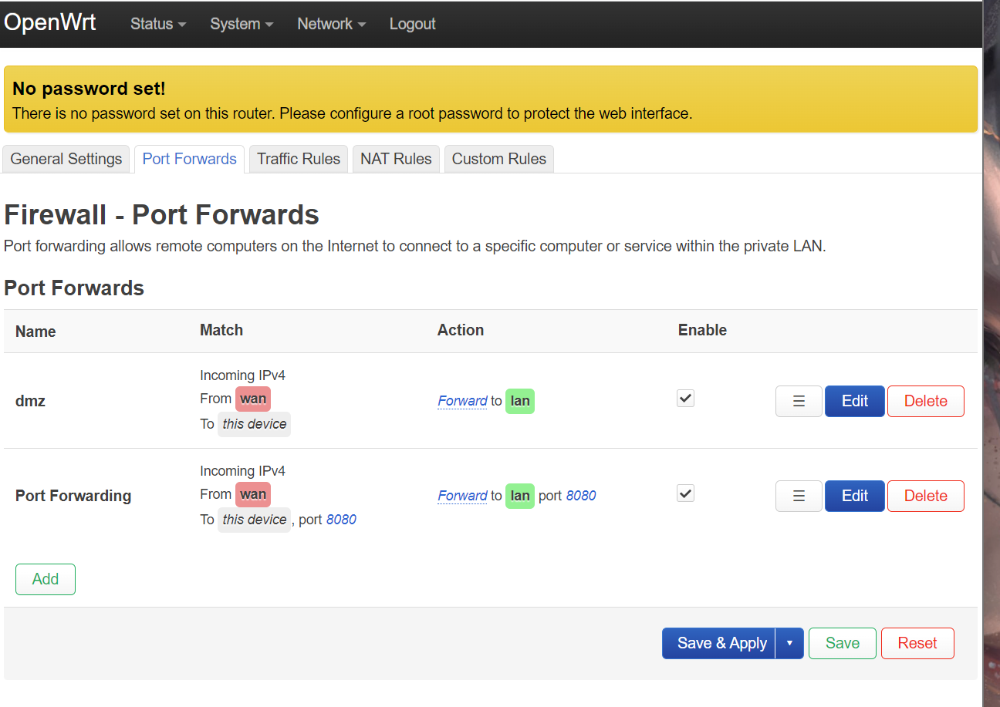 OpenWrt Status System Network Logout
No password set!
There is no password set on this router. Please configure a root password to protect the web interface.
General Settings Port Forwards Traffic Rules NAT Rules Custom Rules
Firewall - Port Forwards
Port forwarding allows remote computers on the Internet to connect to a specific computer or service within the private LAN.
Port Forwards
Name Match Action Enable
Incoming IPv4
From wan
To this device
dmz
Forward to lan
Edit Delete
Incoming IPv4
From wan
To this device, port 8080
Port Forwarding
Forward to lan port 8080
Edit Delete
Add
Save & Apply Save Reset